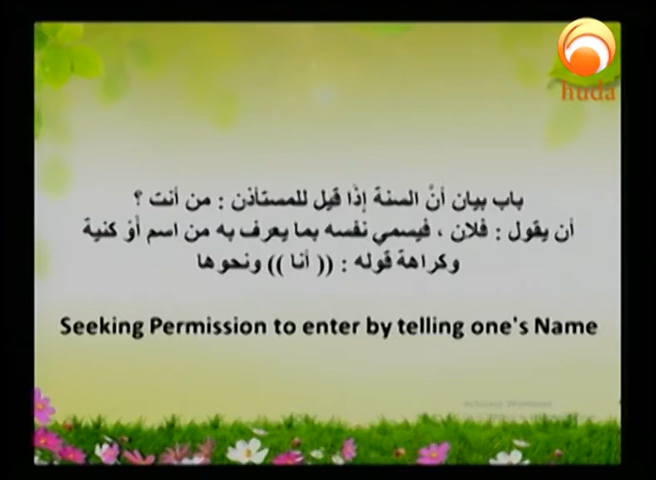 huda
باب بيان أنَّ السنة إذَا قيل للمستأذن : من أنت ؟
أن يقول : فلان ، فيسمي نفسه بما يعرف به من اسم أوْ كنية
وكراهة قوله : (( أنا )) ونحوها
Seeking Permission to enter by telling one's Name